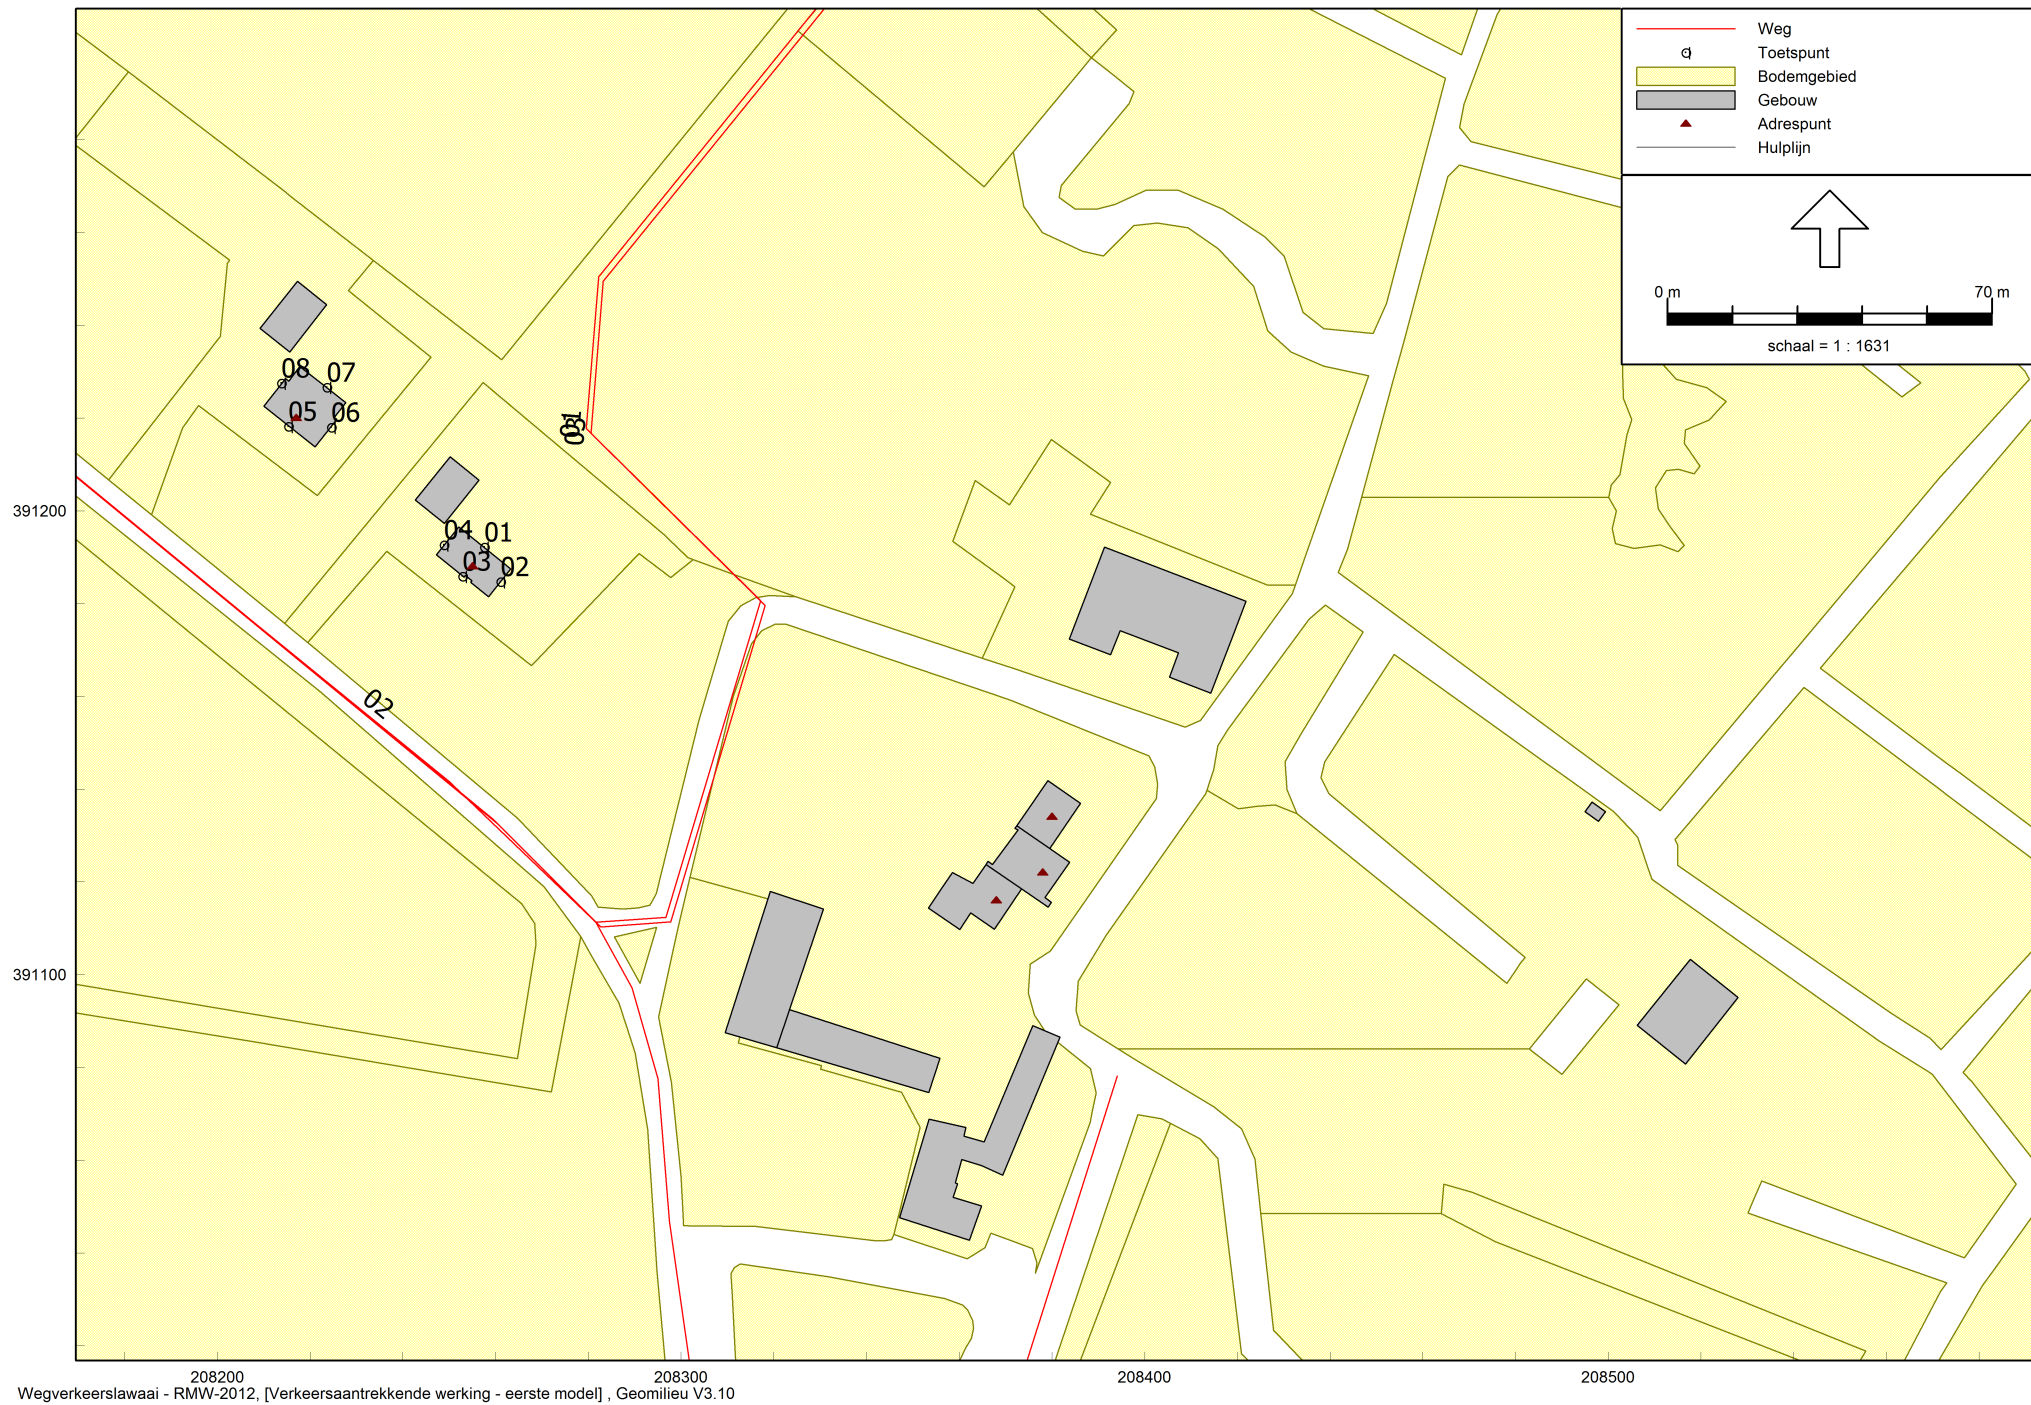 Weg
Toetspunt
Bodemgebied
Gebouw
Adrespunt
Hulplijn
0 m 70 m
schaal = 1 : 1631
08 07
05 06
04 01
03 02
02
03
391200
391100
208200 208300 208400 208500
Wegverkeerslawaai - RMW-2012, [Verkeersaantrekkende werking - eerste model] , Geomilieu V3.10